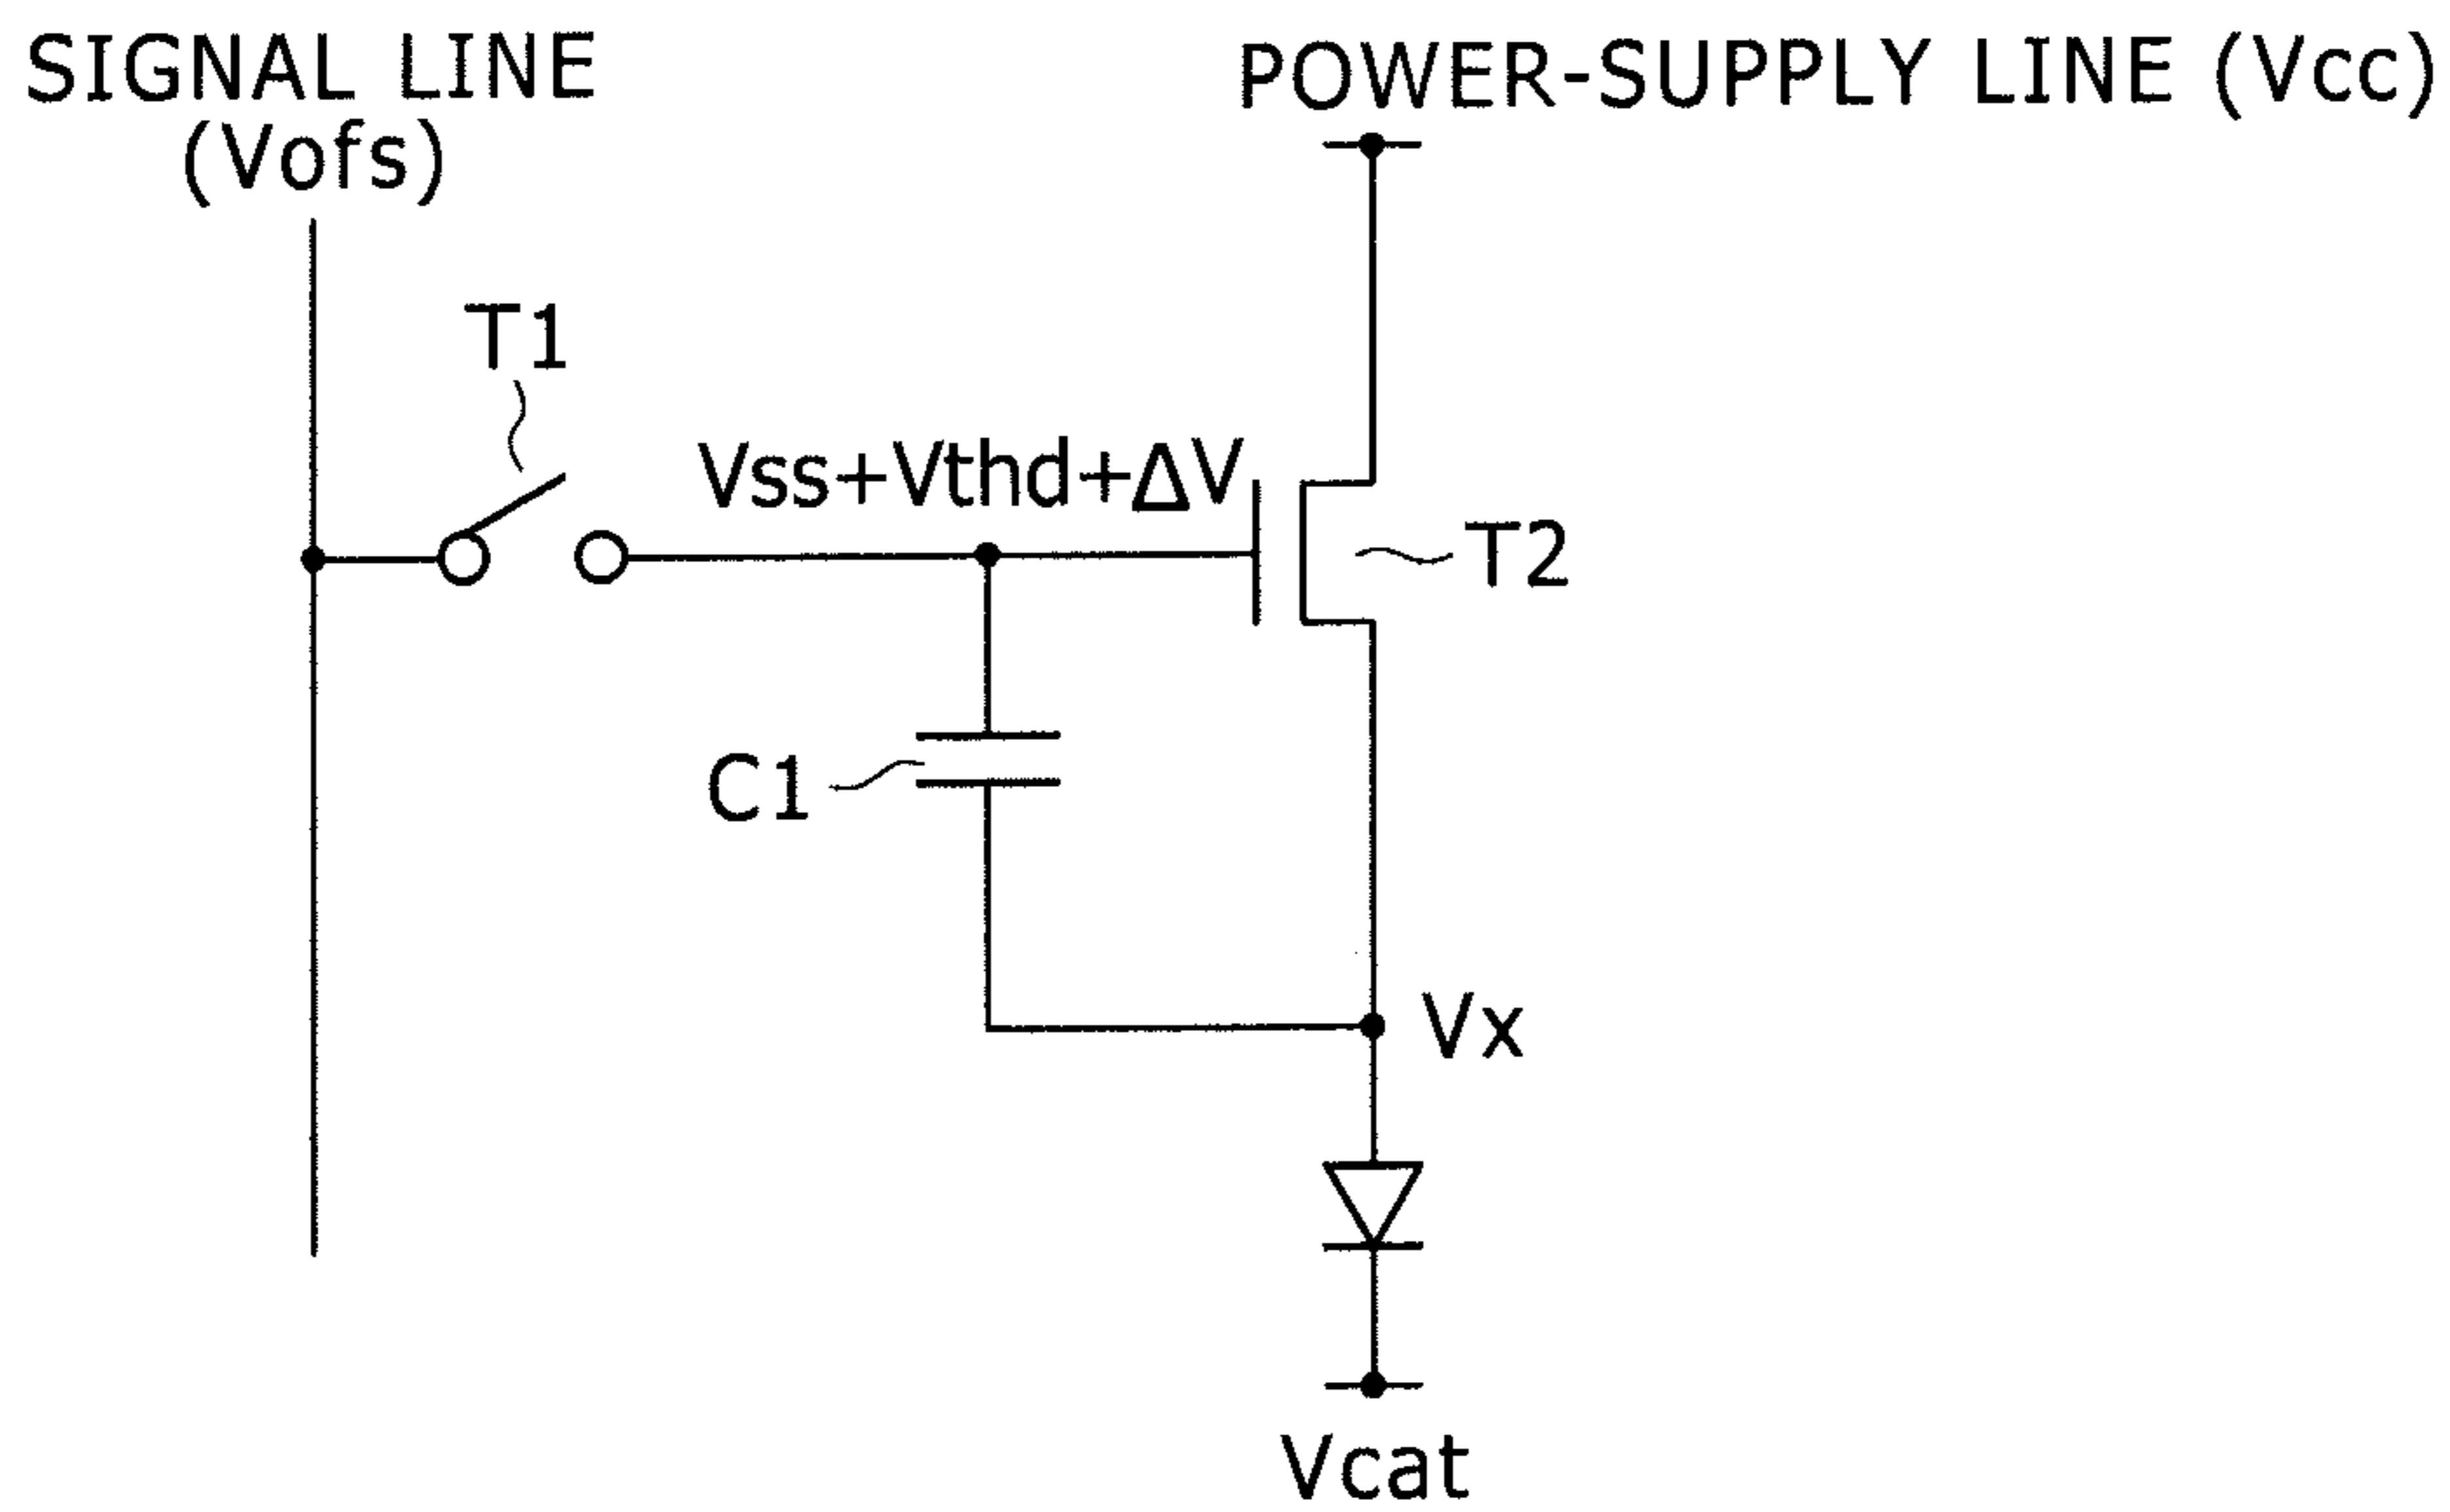 SIGNAL LINE
(Vofs)
POWER-SUPPLY LINE (Vcc)
T1
Vss+Vthd+ΔV
T2
C1
Vx
Vcat